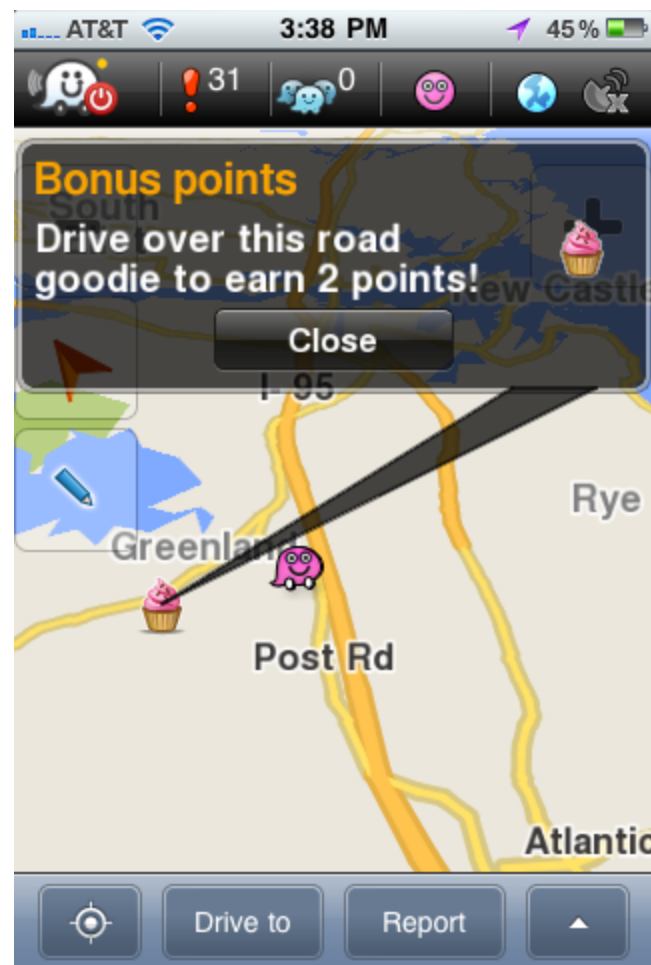 AT&T 3:38 PM 45%
31 0
Bonus points
South
Drive over this road
goodie to earn 2 points!
New Castle
Close
I- 95
Rye
Greenland
Post Rd
Atlantic
Drive to Report